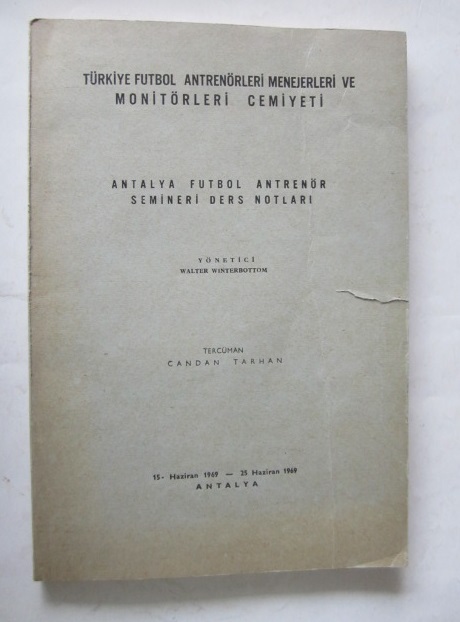 TÜRKİYE FUTBOL ANTRENÖRLERİ MENEJERLERİ VE
MONİTÖRLERİ CEMİYETİ
ANTALYA FUTBOL ANTRENÖR
SEMİNERİ DERS NOTLARI
YÖNETİCİ
WALTER WINTERBOTTOM
TERCÜMAN
CANDAN TARHAN
15 - Haziran 1969 — 25 Haziran 1969
ANTALYA